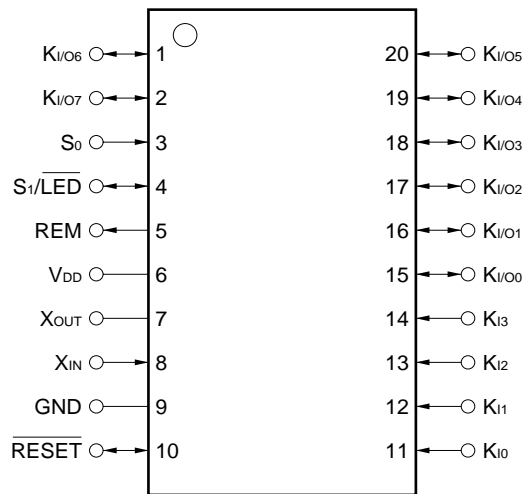 KI/O6 1 20 KI/O5
KI/O7 2 19 KI/O4
S0 3 18 KI/O3
S1/LED 4 17 KI/O2
REM 5 16 KI/O1
VDD 6 15 KI/O0
XOUT 7 14 KI3
XIN 8 13 KI2
GND 9 12 KI1
RESET 10 11 KI0